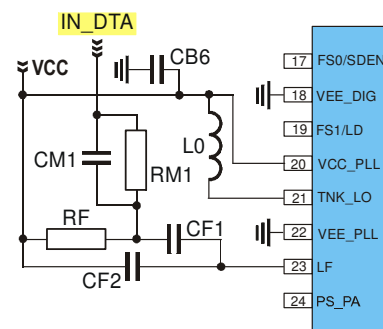 IN_DTA
VCC
CB6
17 FS0/SDEN
18 VEE_DIG
19 FS1/LD
L0
CM1
RM1
20 VCC_PLL
21 TNK_LO
RF
CF1
22 VEE_PLL
CF2
23 LF
24 PS_PA